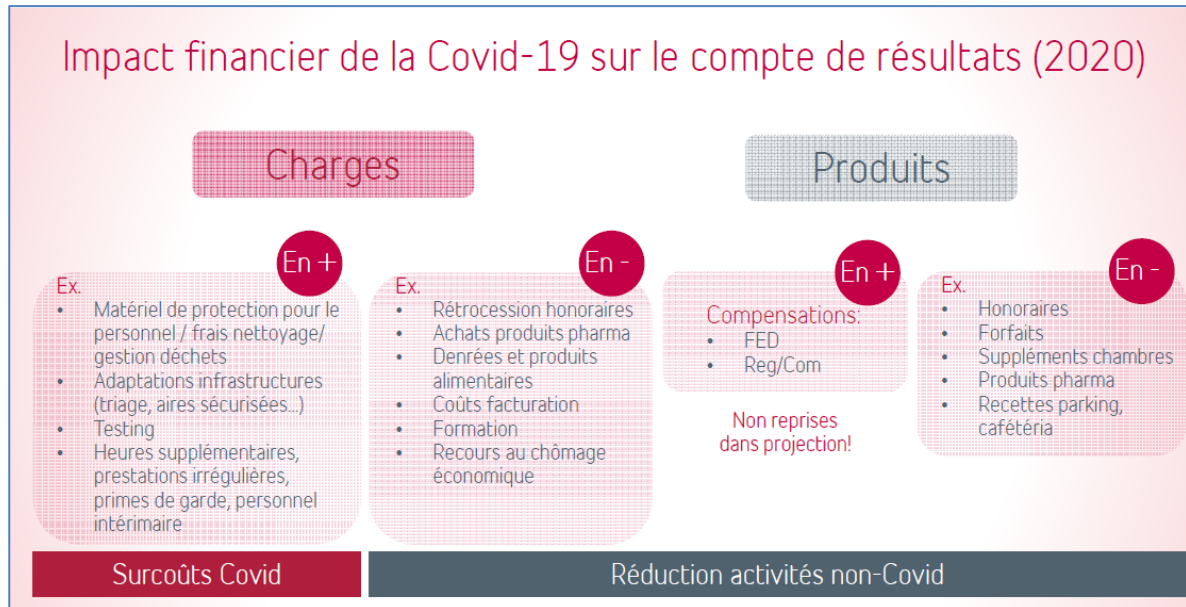 Impact financier de la Covid-19 sur le compte de résultats (2020)
Charges
Produits
En +
Ex.
• Matériel de protection pour le
personnel / frais nettoyage/
gestion déchets
• Adaptations infrastructures
(triage, aires sécurisées...)
• Testing
• Heures supplémentaires,
prestations irrégulières,
primes de garde, personnel
intérimaire
En -
Ex.
• Rétrocession honoraires
• Achats produits pharma
• Denrées et produits
alimentaires
• Coûts facturation
• Formation
• Recours au chômage
économique
En +
Compensations:
• FED
• Reg/Com
Non reprises
dans projection!
En -
Ex.
• Honoraires
• Forfaits
• Suppléments chambres
• Produits pharma
• Recettes parking,
cafétéria
Surcoûts Covid
Réduction activités non-Covid